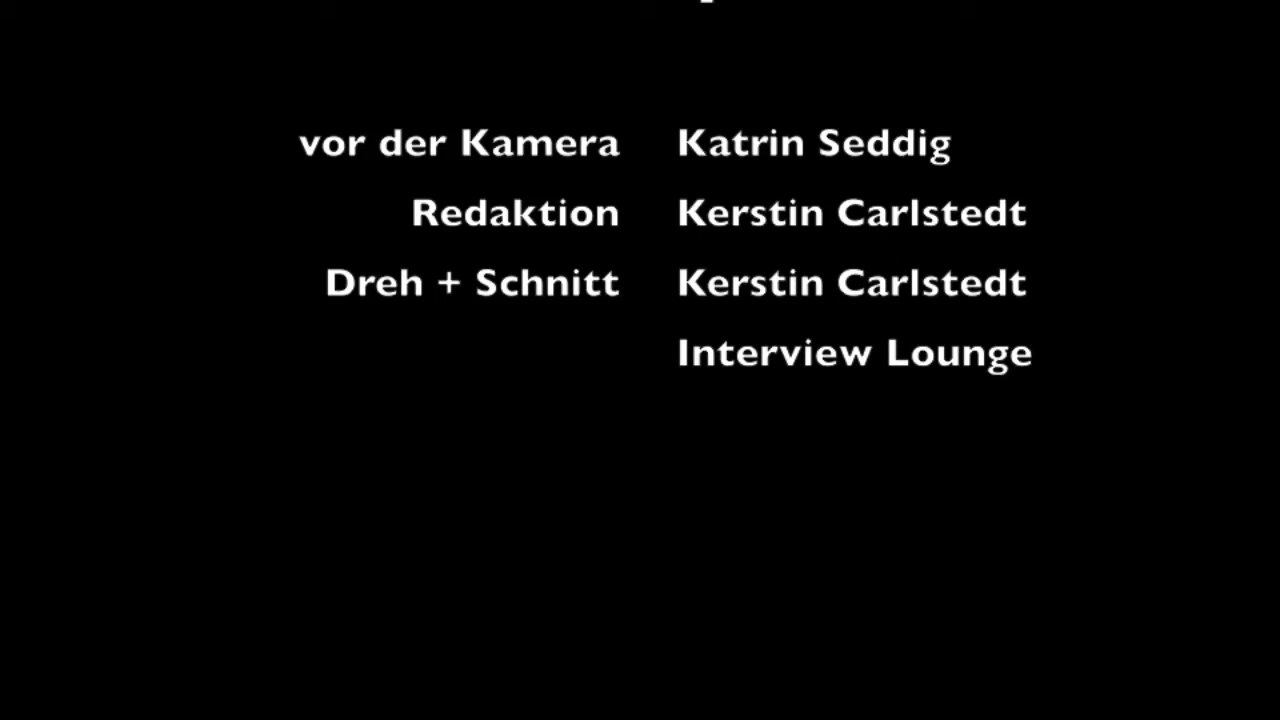 vor der Kamera Katrin Seddig
Redaktion Kerstin Carlstedt
Dreh + Schnitt Kerstin Carlstedt
Interview Lounge